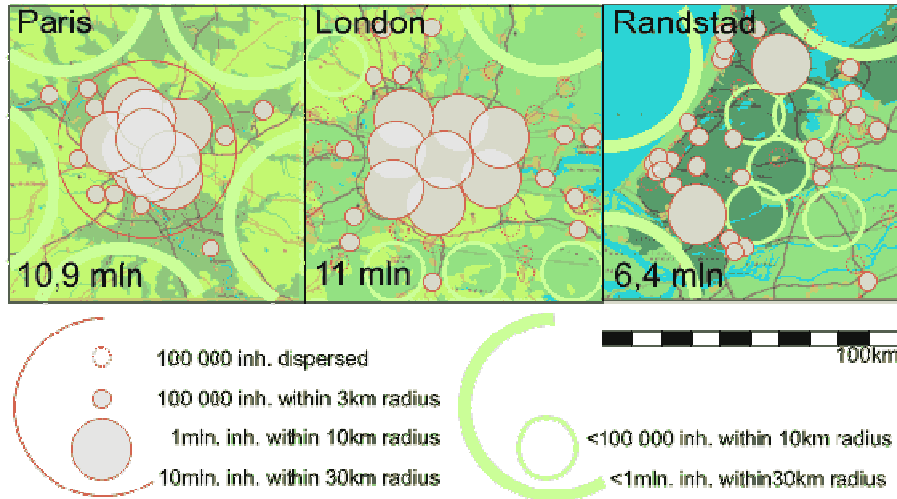 Paris
London
Randstad
10,9 mln
11 mln
6,4 mln
100km
100 000 inh. dispersed
100 000 inh. within 3km radius
1mln. inh. within 10km radius
10mln. inh. within 30km radius
<100 000 inh. within 10km radius
<1mln. inh. within30km radius